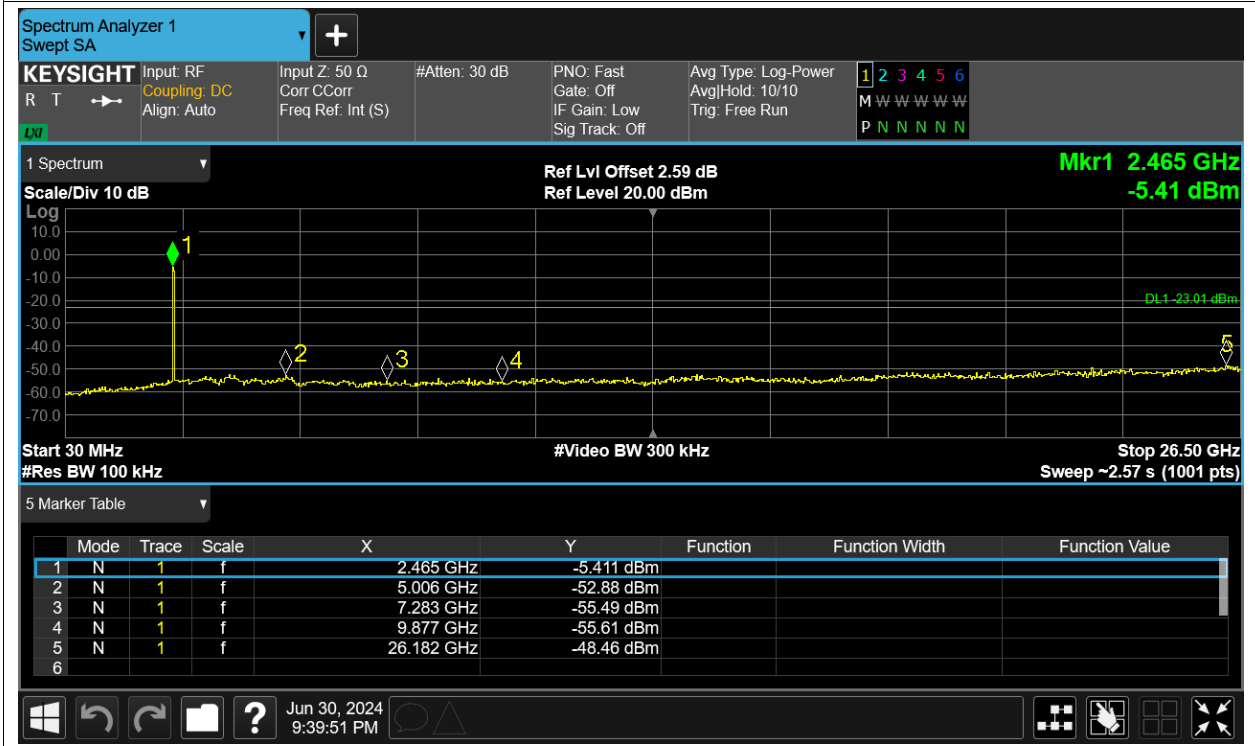 Spectrum Analyzer 1
Swept SA
KEYSIGHT
R T
LXI
Input: RF
Coupling: DC
Align: Auto
Input Z: 50 Ω
Corr CCorr
Freq Ref: Int (S)
#Atten: 30 dB
PNO: Fast
Gate: Off
IF Gain: Low
Sig Track: Off
Avg Type: Log-Power
Avg|Hold: 10/10
Trig: Free Run
1 2 3 4 5 6
M W W W W W
P N N N N N
1 Spectrum
Scale/Div 10 dB
Ref Lvl Offset 2.59 dB
Ref Level 20.00 dBm
Mkr1 2.465 GHz
-5.41 dBm
Log
10.0
0.00
-10.0
-20.0
-30.0
-40.0
-50.0
-60.0
-70.0
1
2
3
4
5
DL1 -23.01 dBm
Start 30 MHz
#Res BW 100 kHz
#Video BW 300 kHz
Stop 26.50 GHz
Sweep ~2.57 s (1001 pts)
5 Marker Table
Mode Trace Scale X Y Function Function Width Function Value
1 N 1 f 2.465 GHz -5.411 dBm
2 N 1 f 5.006 GHz -52.88 dBm
3 N 1 f 7.283 GHz -55.49 dBm
4 N 1 f 9.877 GHz -55.61 dBm
5 N 1 f 26.182 GHz -48.46 dBm
6
?
Jun 30, 2024
9:39:51 PM